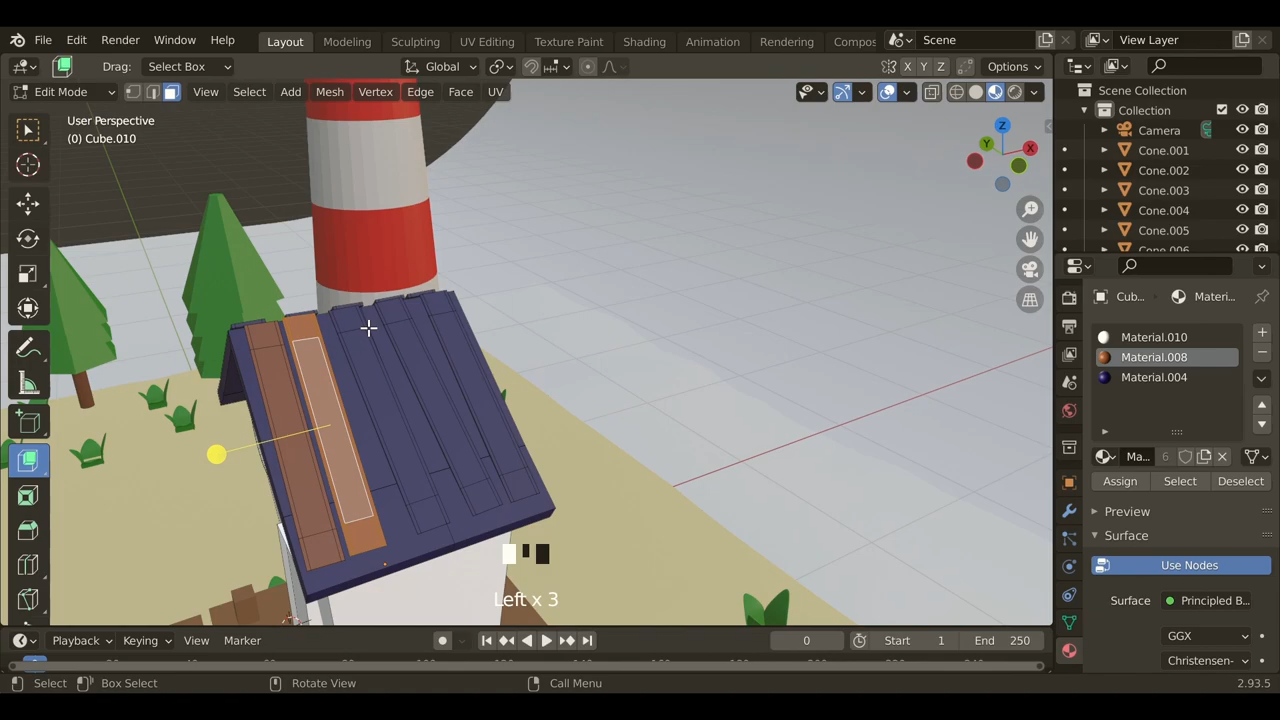 File Edit Render Window Help Layout Modeling Sculpting UV Editing Texture Paint Shading Animation Rendering Compos Scene View Layer
Drag: Select Box Global X Y Z Options
Edit Mode View Select Add Mesh Vertex Edge Face UV
User Perspective
(0) Cube.010
Z
Y
X
Left x 3
Scene Collection
Collection
Camera
Cone.001
Cone.002
Cone.003
Cone.004
Cone.005
Cone.006
Cub... Materi...
Material.010
Material.008
Material.004
Ma... 6
Assign Select Deselect
Preview
Surface
Use Nodes
Surface Principled B...
GGX
Christensen-
Playback Keying View Marker 0 Start 1 End 250
Select Box Select Rotate View Call Menu 2.93.5